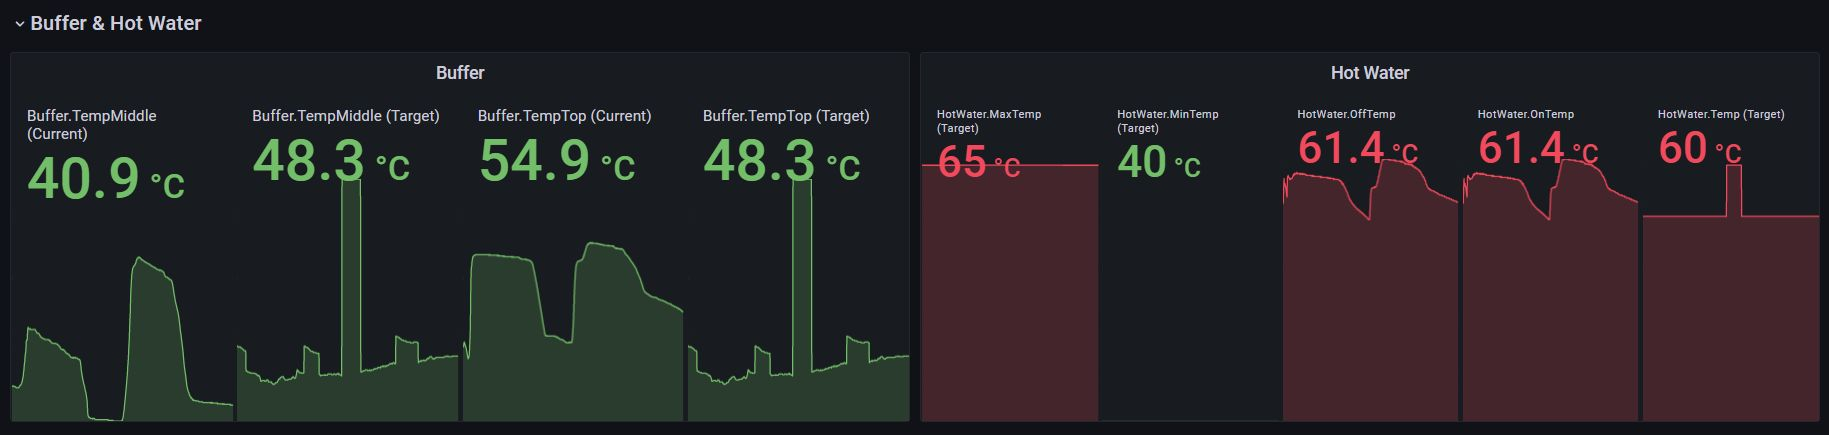 Buffer & Hot Water
Buffer
Buffer.TempMiddle
(Current)
40.9 °C
Buffer.TempMiddle (Target)
48.3 °C
Buffer.TempTop (Current)
54.9 °C
Buffer.TempTop (Target)
48.3 °C
Hot Water
HotWater.MaxTemp
(Target)
65 °C
HotWater.MinTemp
(Target)
40 °C
HotWater.OffTemp
61.4 °C
HotWater.OnTemp
61.4 °C
HotWater.Temp (Target)
60 °C